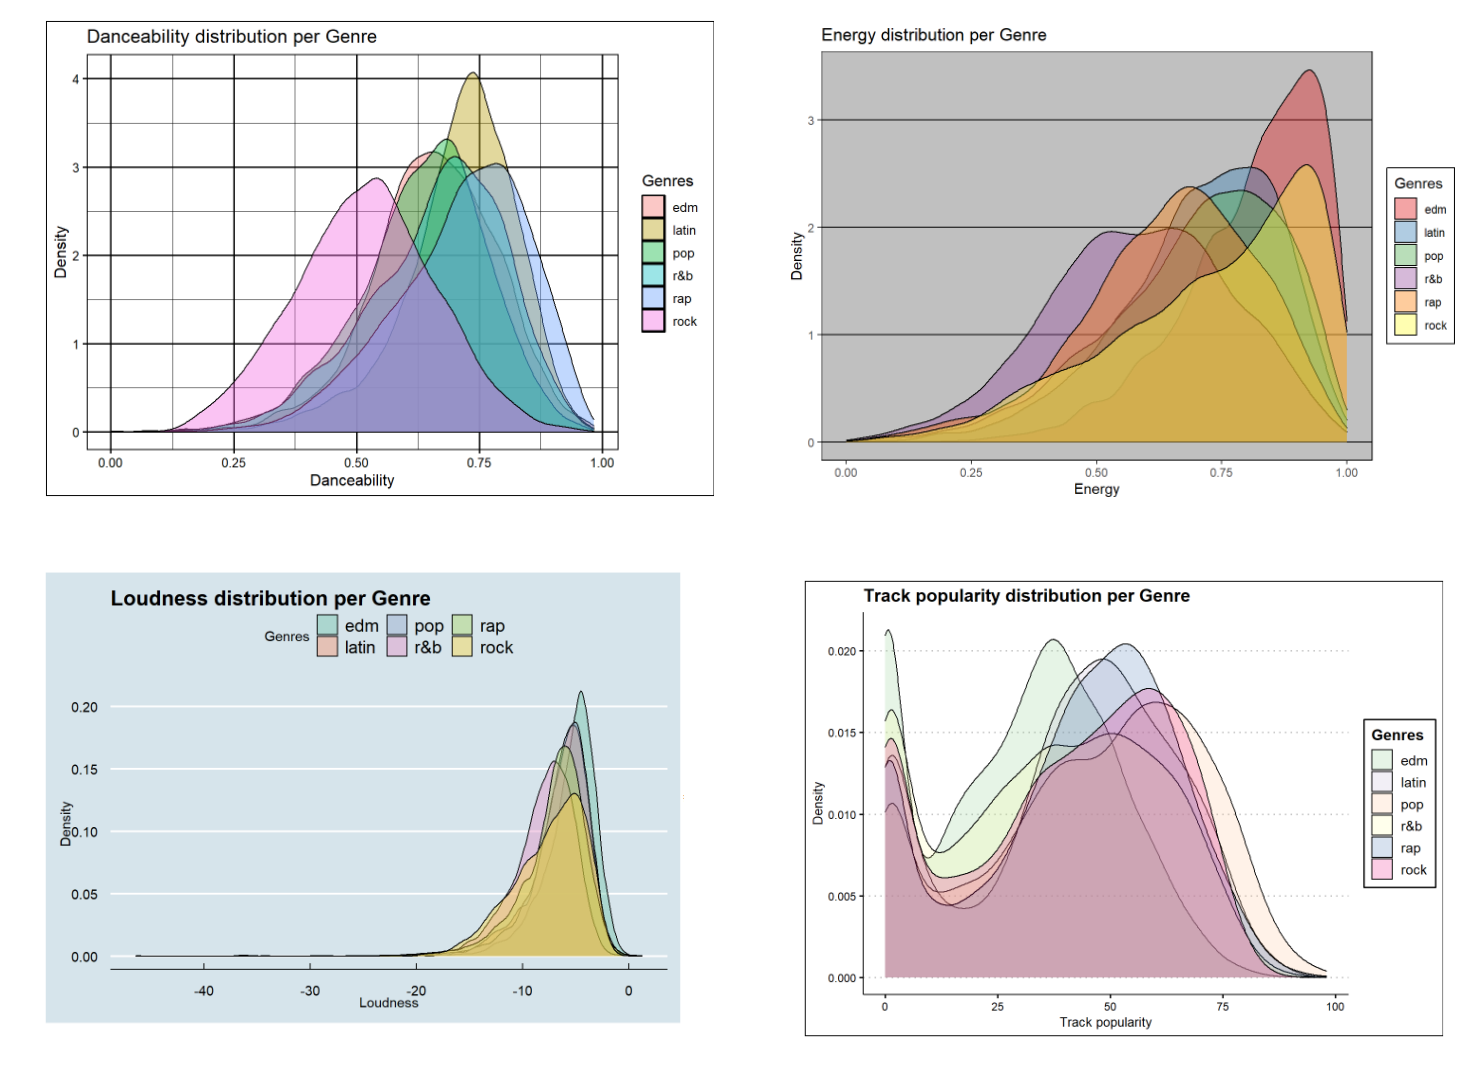 Danceability distribution per Genre
Density
4
3
2
1
0
0.00 0.25 0.50 0.75 1.00
Danceability
Genres
edm
latin
pop
r&b
rap
rock
Energy distribution per Genre
Density
3
2
1
0
0.00 0.25 0.50 0.75 1.00
Energy
Genres
edm
latin
pop
r&b
rap
rock
Loudness distribution per Genre
Genres
edm pop rap
latin r&b rock
Density
0.20
0.15
0.10
0.05
0.00
-40 -30 -20 -10 0
Loudness
Track popularity distribution per Genre
Density
0.020
0.015
0.010
0.005
0.000
0 25 50 75 100
Track popularity
Genres
edm
latin
pop
r&b
rap
rock